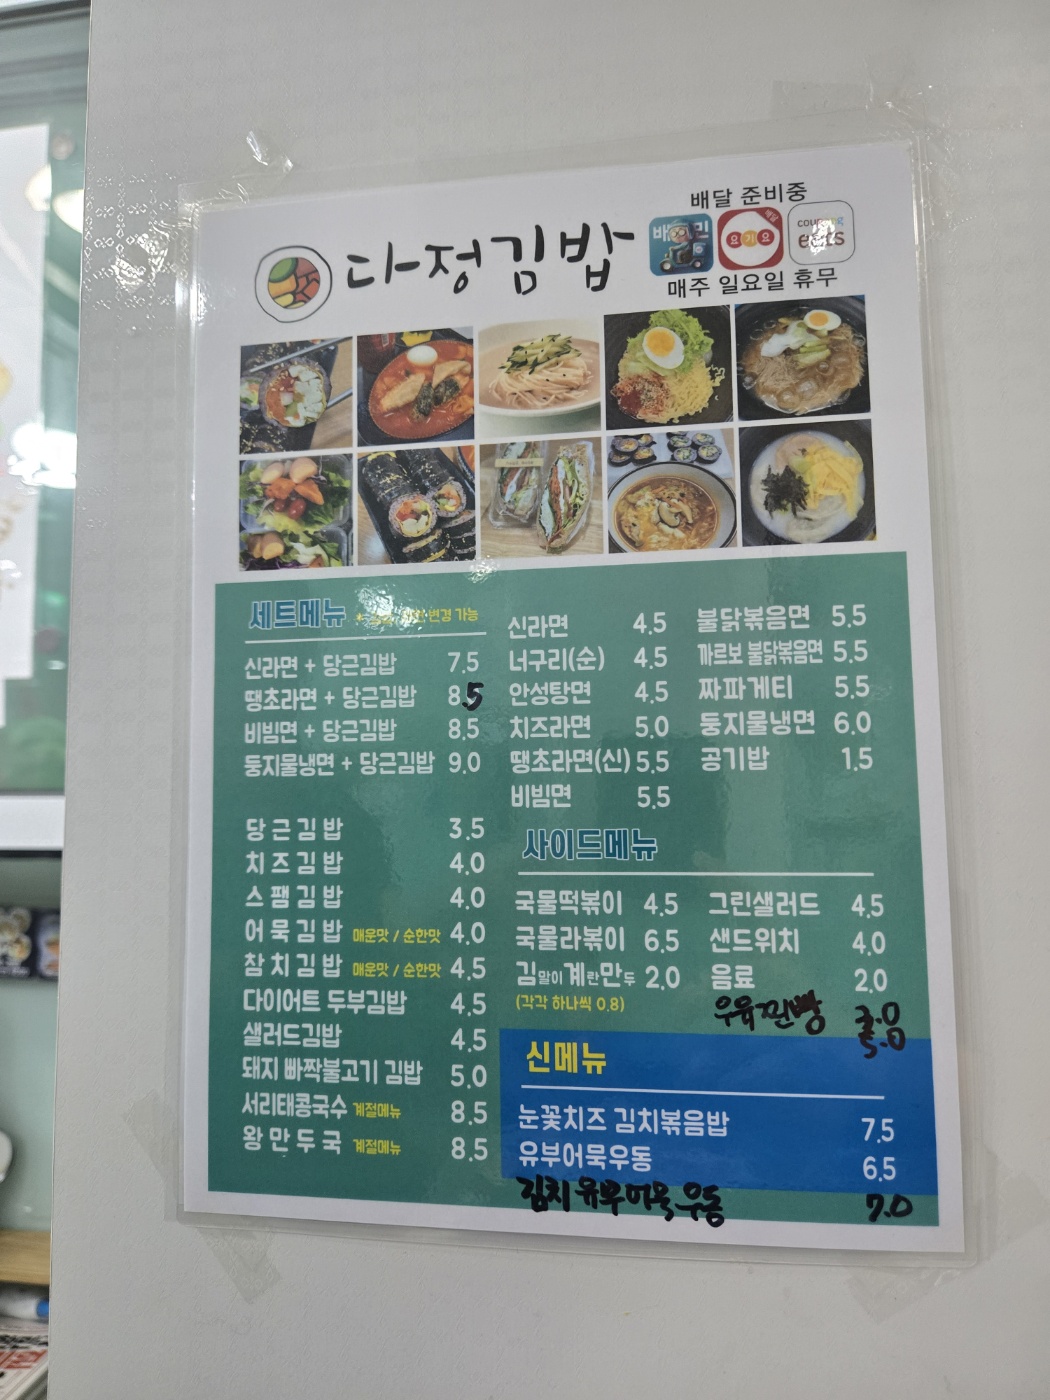 배달 준비중
다정김밥
배민
배달
요기요
coupang
eats
매주 일요일 휴무
세트메뉴 변경 가능
신라면 + 당근김밥 7.5
땡초라면 + 당근김밥 8.5
비빔면 + 당근김밥 8.5
둥지물냉면 + 당근김밥 9.0
당근김밥 3.5
치즈김밥 4.0
스팸김밥 4.0
어묵김밥 매운맛 / 순한맛 4.0
참치김밥 매운맛 / 순한맛 4.5
다이어트 두부김밥 4.5
샐러드김밥 4.5
돼지 빠짝불고기 김밥 5.0
서리태콩국수 계절메뉴 8.5
왕만두국 계절메뉴 8.5
신라면 4.5
너구리(순) 4.5
안성탕면 4.5
치즈라면 5.0
땡초라면(신) 5.5
비빔면 5.5
불닭볶음면 5.5
까르보 불닭볶음면 5.5
짜파게티 5.5
둥지물냉면 6.0
공기밥 1.5
사이드메뉴
국물떡볶이 4.5
국물라볶이 6.5
김말이계란만두 2.0
(각각 하나씩 0.8)
그린샐러드 4.5
샌드위치 4.0
음료 2.0
우유찐빵 5.0
신메뉴
눈꽃치즈 김치볶음밥 7.5
유부어묵우동 6.5
김치유부어묵우동 7.0